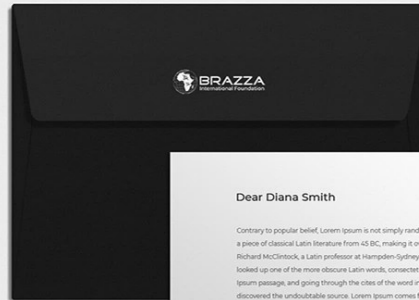 BRAZZA
International Foundation
Dear Diana Smith
Contrary to popular belief, Lorem Ipsum is not simply rand
a piece of classical Latin literature from 45 BC, making it ov
Richard McClintock, a Latin professor at Hampden-Sydney
looked up one of the more obscure Latin words, consectet
Ipsum passage, and going through the cites of the word in
discovered the undoubtable source. Lorem Ipsum comes f